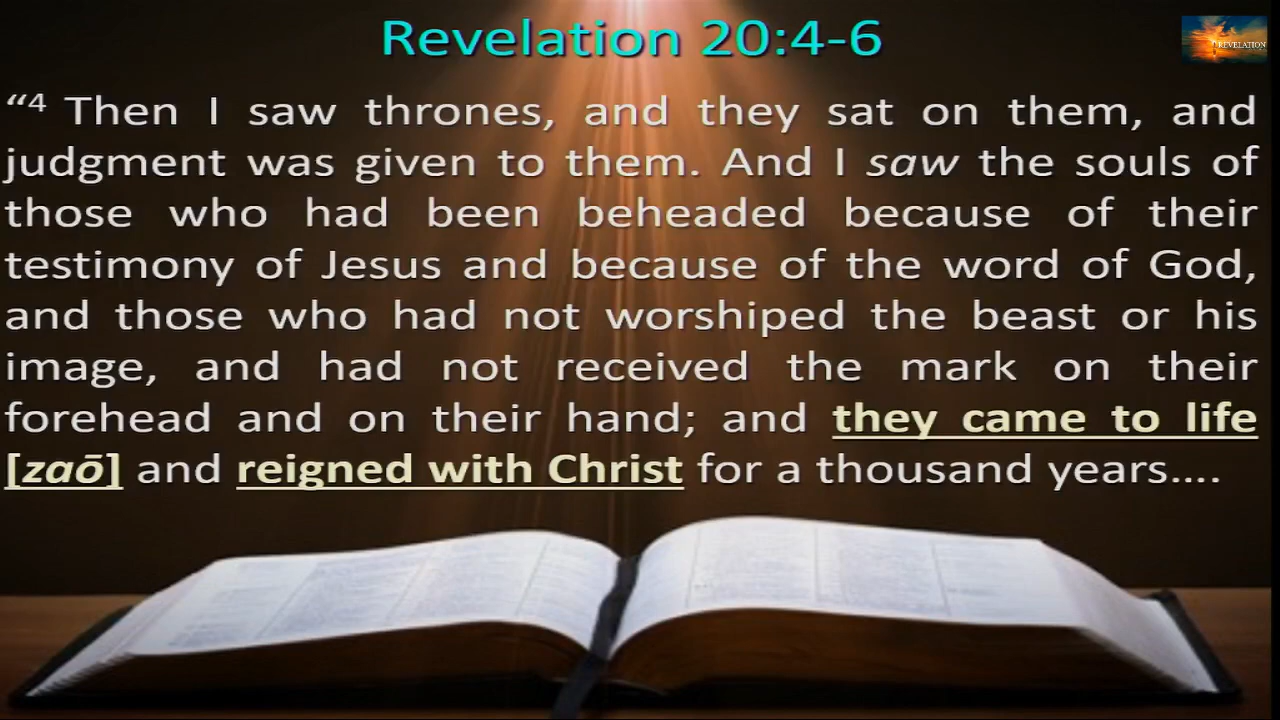 Revelation 20:4-6
REVELATION
“4 Then I saw thrones, and they sat on them, and
judgment was given to them. And I saw the souls of
those who had been beheaded because of their
testimony of Jesus and because of the word of God,
and those who had not worshiped the beast or his
image, and had not received the mark on their
forehead and on their hand; and they came to life
[zaō] and reigned with Christ for a thousand years....